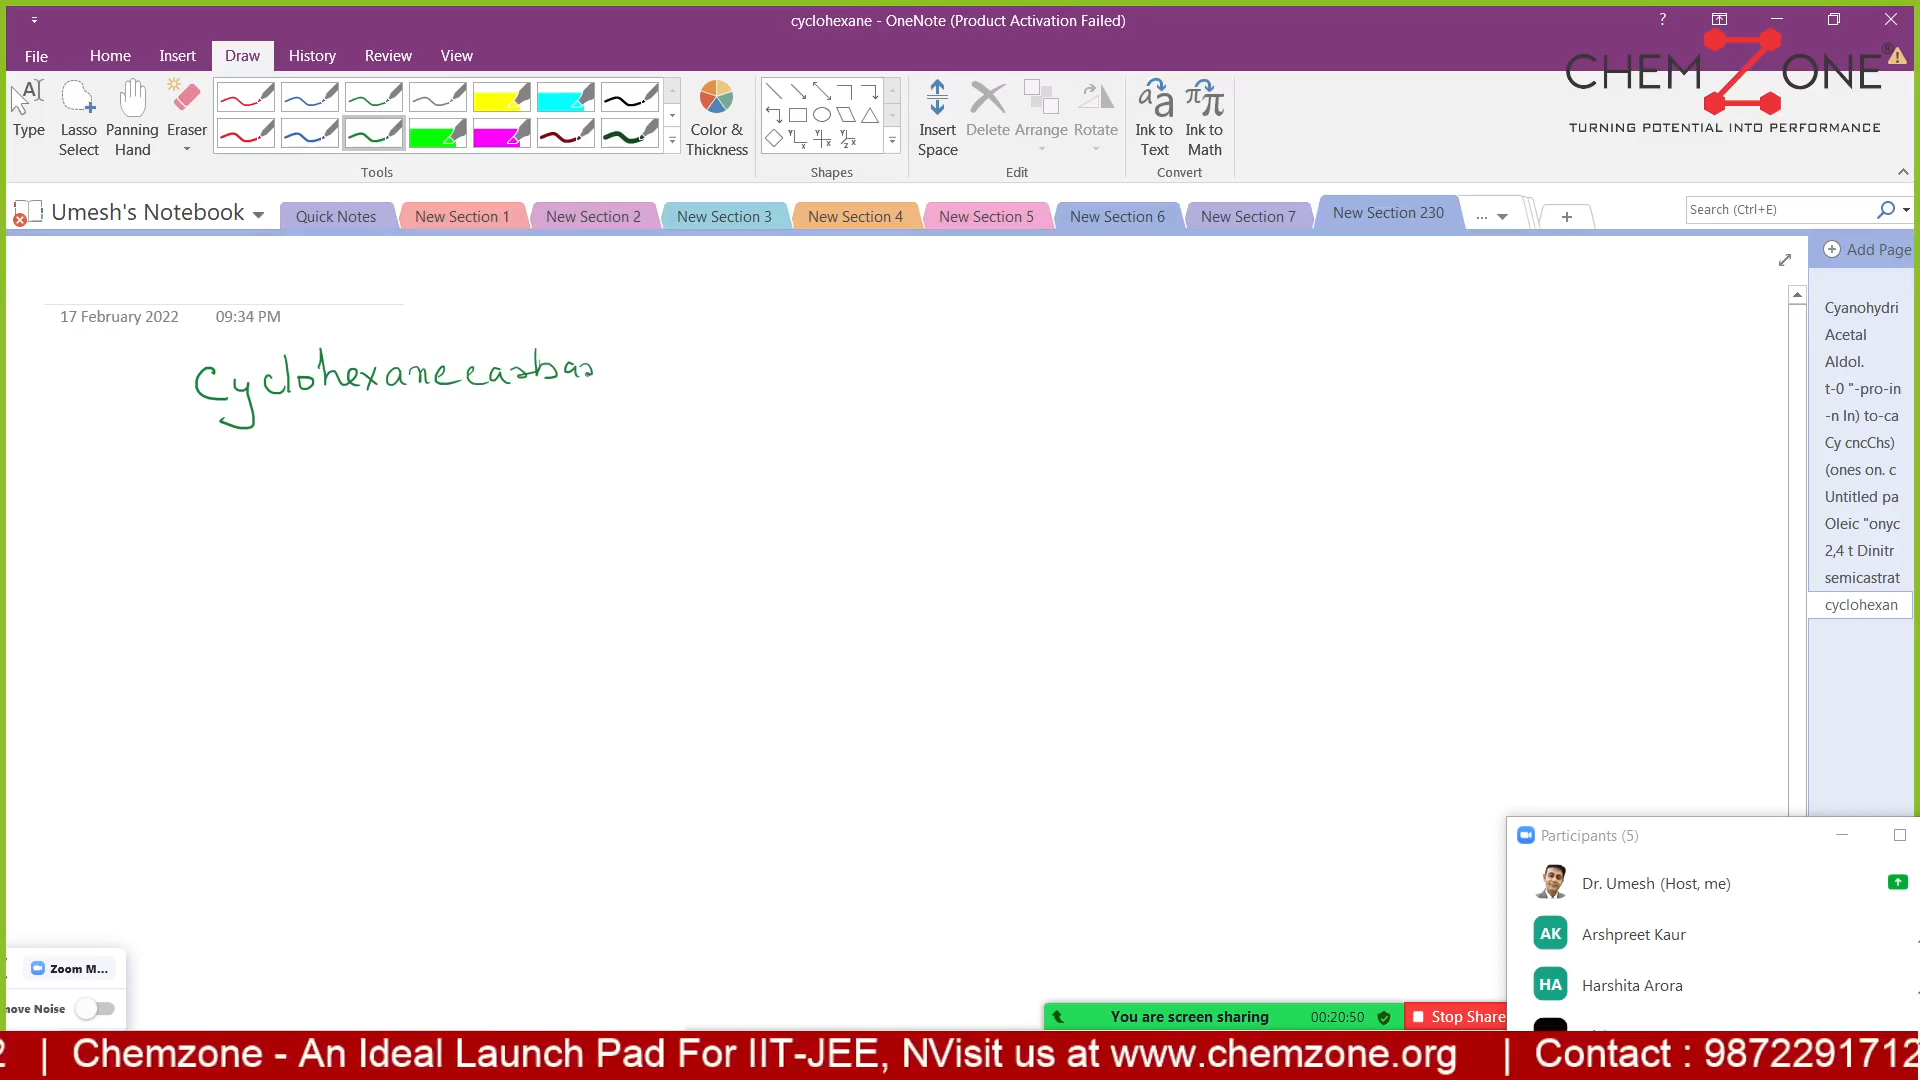 cyclohexane - OneNote (Product Activation Failed)
?
File Home Insert Draw History Review View
CHEMZONE®
TURNING POTENTIAL INTO PERFORMANCE
Type Lasso Select Panning Hand Eraser Color & Thickness Insert Space Delete Arrange Rotate Ink to Text Ink to Math
Tools Shapes Edit Convert
Umesh's Notebook Quick Notes New Section 1 New Section 2 New Section 3 New Section 4 New Section 5 New Section 6 New Section 7 New Section 230 ... + Search (Ctrl+E)
Add Page
17 February 2022 09:34 PM
Cyclohexanecarbas
Cyanohydri
Acetal
Aldol.
t-0 "-pro-in
-n In) to-ca
Cy cncChs)
(ones on. c
Untitled pa
Oleic "onyc
2,4 t Dinitr
semicastrat
cyclohexan
Participants (5)
Dr. Umesh (Host, me)
AK Arshpreet Kaur
HA Harshita Arora
Zoom M...
move Noise
You are screen sharing 00:20:50 Stop Share
2 | Chemzone - An Ideal Launch Pad For IIT-JEE, NVisit us at www.chemzone.org | Contact : 9872291712